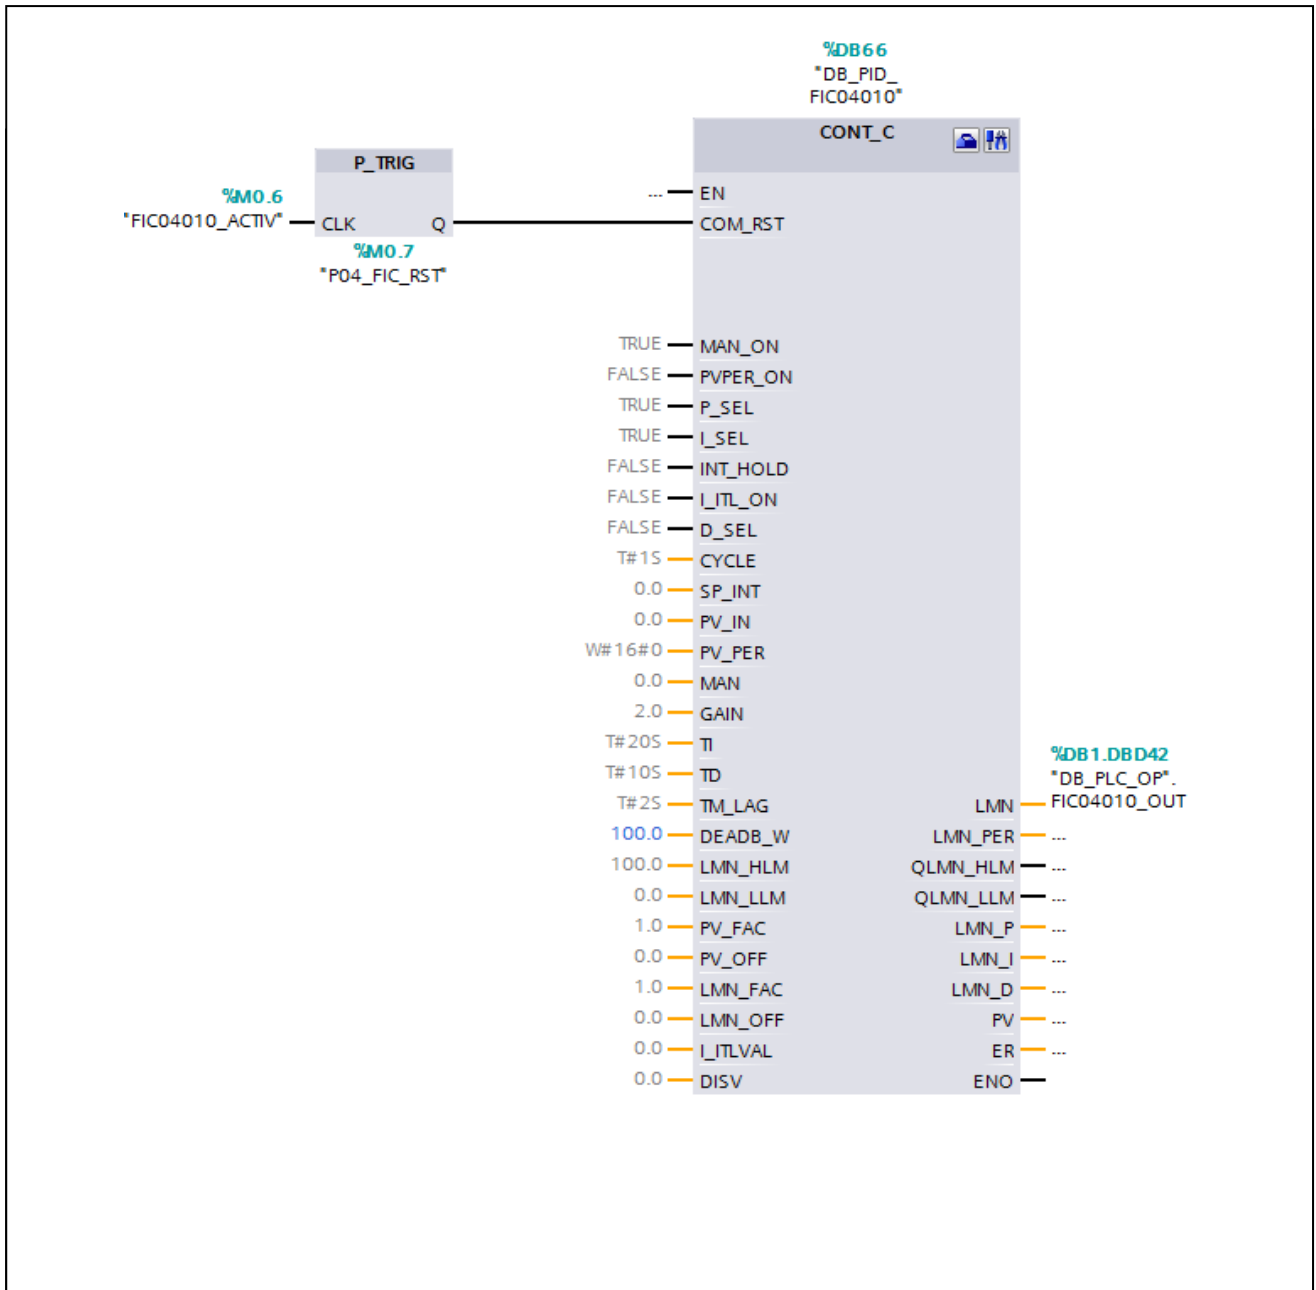 %DB66
"DB_PID_
FIC04010"
CONT_C
P_TRIG
%M0.6
"FIC04010_ACTIV"
CLK Q
%M0.7
"P04_FIC_RST"
... EN
COM_RST
TRUE MAN_ON
FALSE PVPER_ON
TRUE P_SEL
TRUE I_SEL
FALSE INT_HOLD
FALSE I_ITL_ON
FALSE D_SEL
T#1S CYCLE
0.0 SP_INT
0.0 PV_IN
W#16#0 PV_PER
0.0 MAN
2.0 GAIN
T#20S TI
T#10S TD
%DB1.DBD42
"DB_PLC_OP".
T#2S TM_LAG LMN FIC04010_OUT
100.0 DEADB_W LMN_PER ...
100.0 LMN_HLM QLMN_HLM ...
0.0 LMN_LLM QLMN_LLM ...
1.0 PV_FAC LMN_P ...
0.0 PV_OFF LMN_I ...
1.0 LMN_FAC LMN_D ...
0.0 LMN_OFF PV ...
0.0 I_ITLVAL ER ...
0.0 DISV ENO